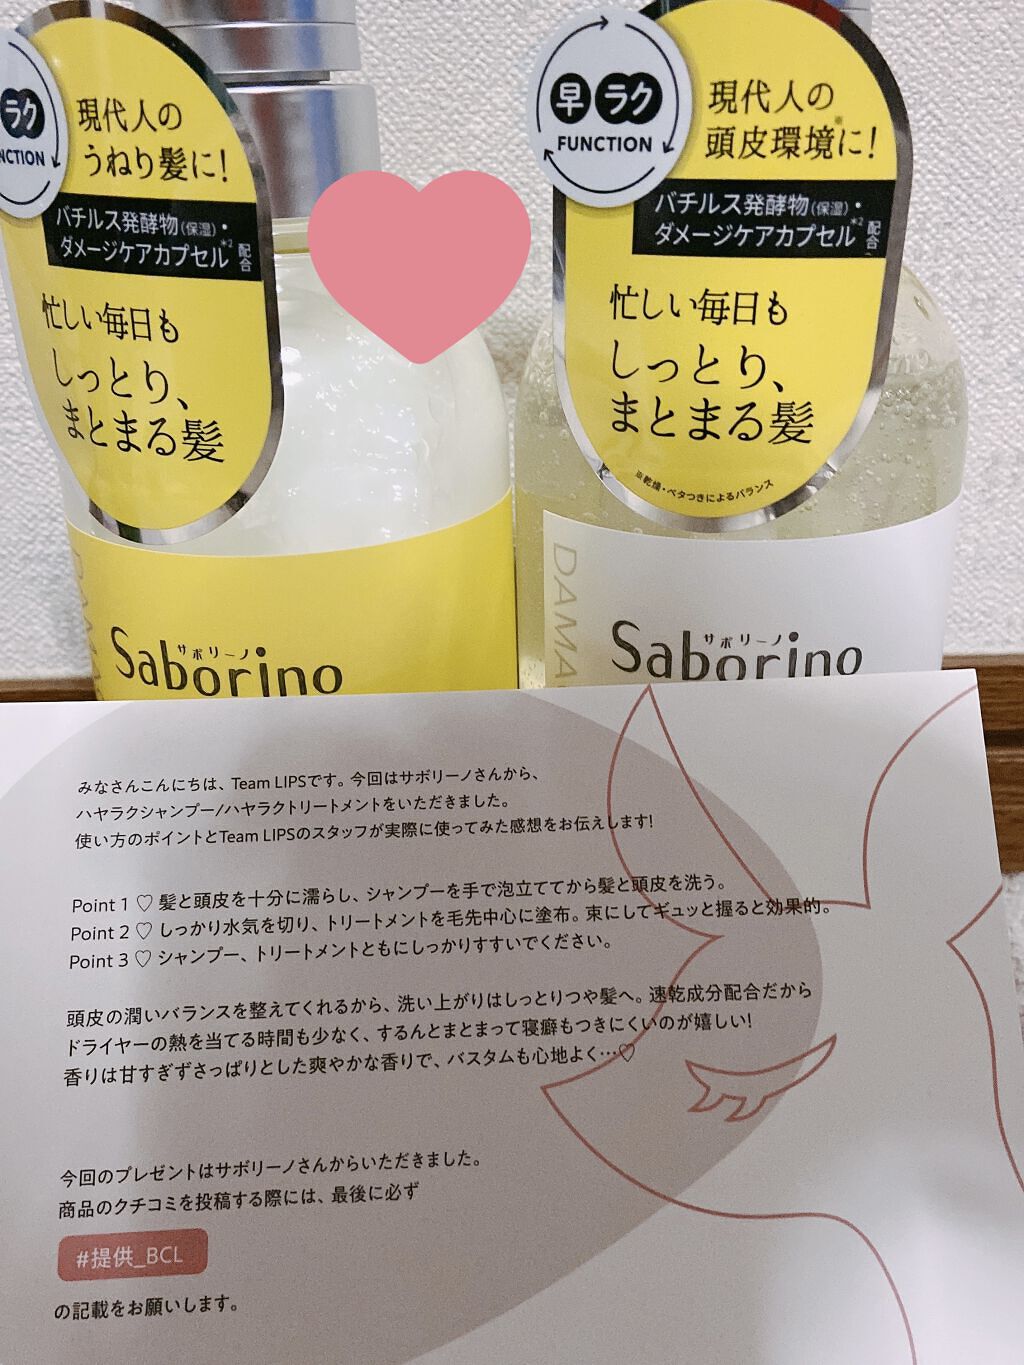 ラク
NCTION
現代人の
うねり髪に!
バチルス発酵物(保湿)・
ダメージケアカプセル*2 配合
忙しい毎日も
しっとり、
まとまる髪
早 ラク
FUNCTION
現代人の
頭皮環境※に!
バチルス発酵物(保湿)・
ダメージケアカプセル*2 配合
忙しい毎日も
しっとり、
まとまる髪
※乾燥・ベタつきによるバランス
サボリーノ
Saborino
DAMA
サボリーノ
Saborino
みなさんこんにちは、Team LIPSです。今回はサボリーノさんから、
ハヤラクシャンプー/ハヤラクトリートメントをいただきました。
使い方のポイントとTeam LIPSのスタッフが実際に使ってみた感想をお伝えします!
Point 1 ♡ 髪と頭皮を十分に濡らし、シャンプーを手で泡立ててから髪と頭皮を洗う。
Point 2 ♡ しっかり水気を切り、トリートメントを毛先中心に塗布。束にしてギュッと握ると効果的。
Point 3 ♡ シャンプー、トリートメントともにしっかりすすいでください。
頭皮の潤いバランスを整えてくれるから、洗い上がりはしっとりつや髪へ。速乾成分配合だから
ドライヤーの熱を当てる時間も少なく、するんとまとまって寝癖もつきにくいのが嬉しい!
香りは甘すぎずさっぱりとした爽やかな香りで、バスタムも心地よく…♡
今回のプレゼントはサボリーノさんからいただきました。
商品のクチコミを投稿する際には、最後に必ず
#提供_BCL
の記載をお願いします。